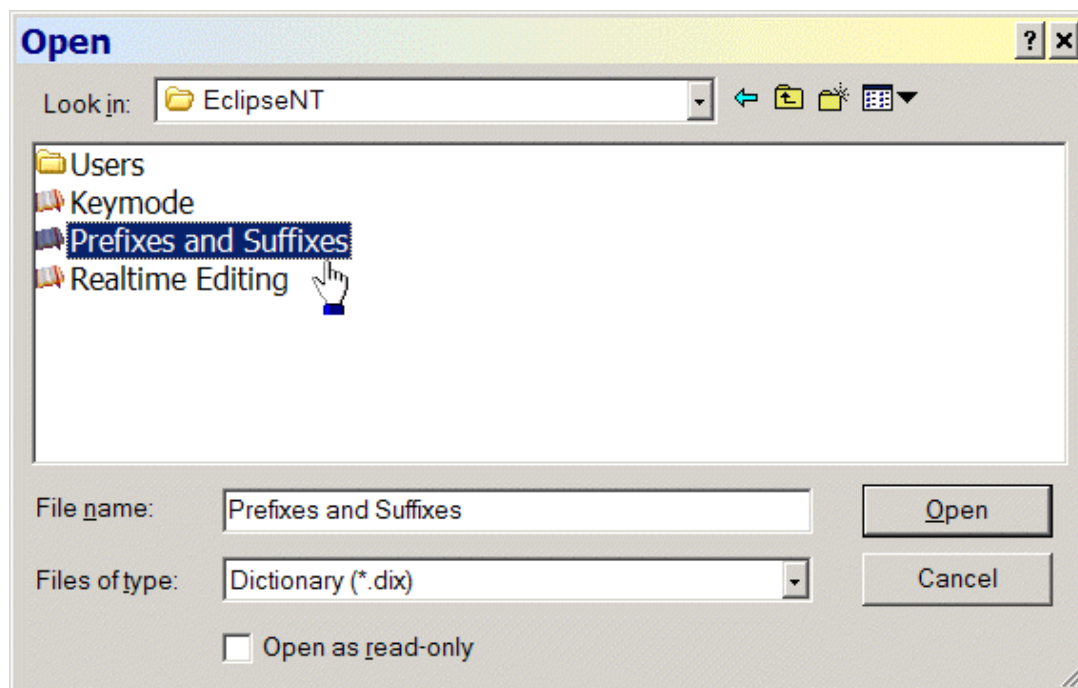 Open
Look in: EclipseNT
Users
Keymode
Prefixes and Suffixes
Realtime Editing
File name: Prefixes and Suffixes Open
Files of type: Dictionary (*.dix) Cancel
Open as read-only